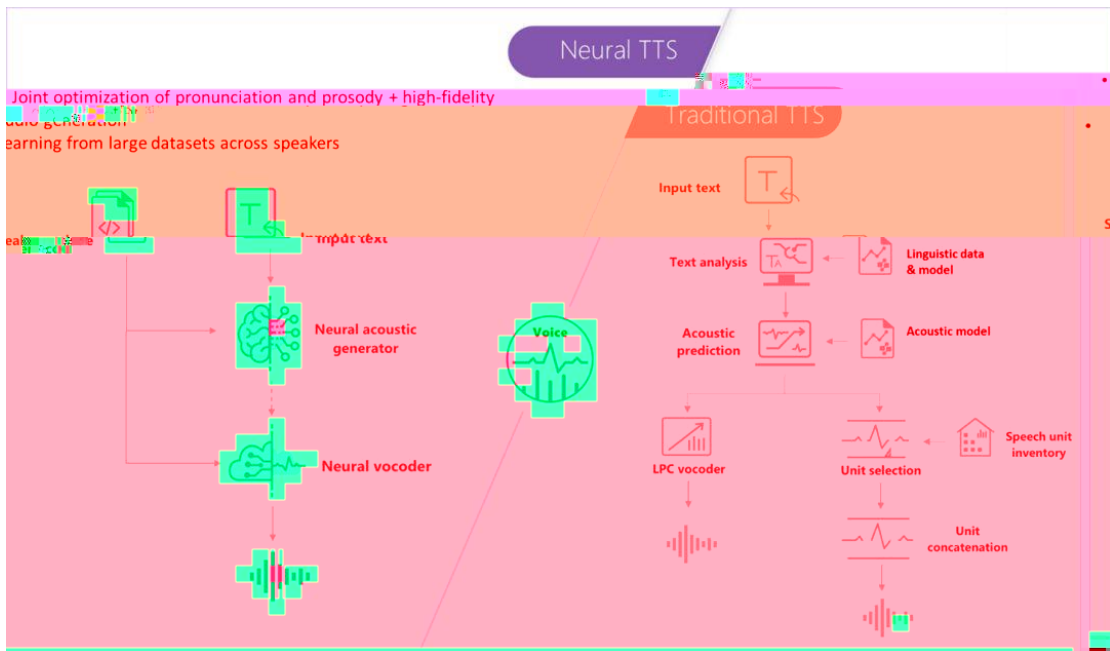 Neural TTS
Joint optimization of pronunciation and prosody + high-fidelity
generation
earning from large datasets across speakers
Input text
Neural acoustic
generator
Neural vocoder
Voice
Traditional TTS
Input text
Text analysis
Linguistic data
& model
Acoustic
prediction
Acoustic model
LPC vocoder
Unit selection
Speech unit
inventory
Unit
concatenation